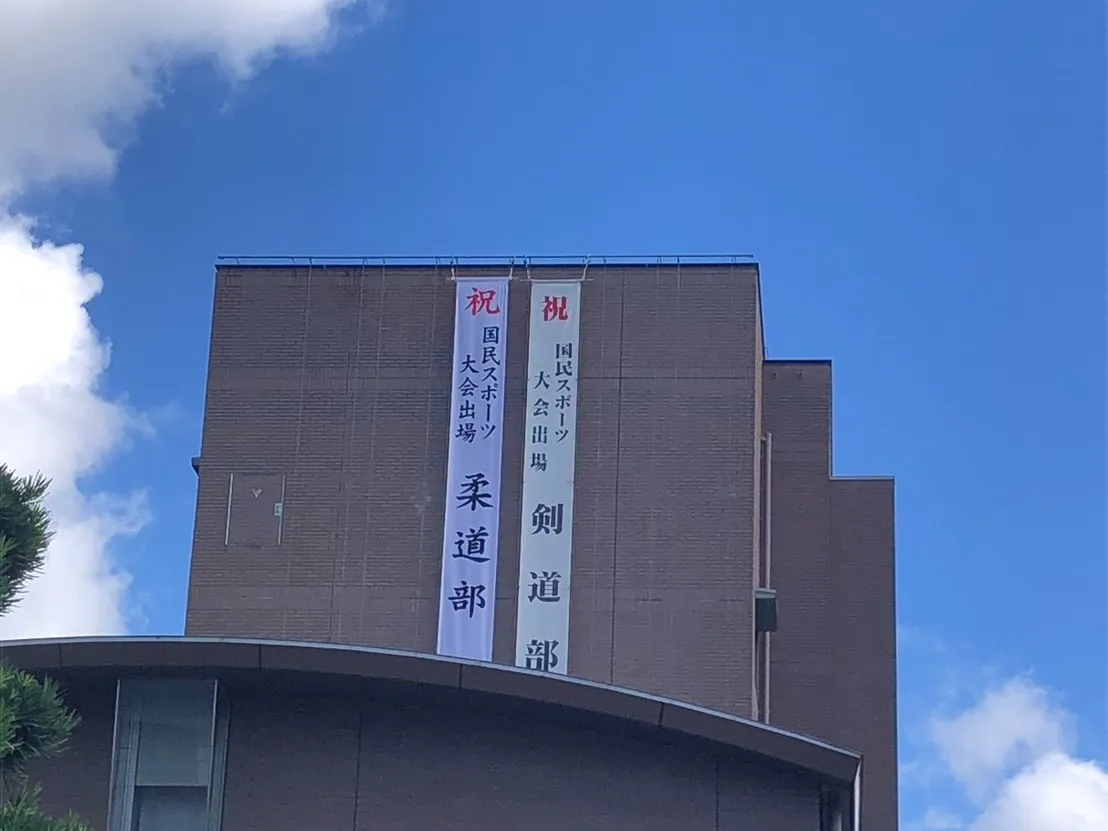 祝
国民スポーツ
大会出場
剣道部
祝
国民スポーツ
大会出場
柔道部